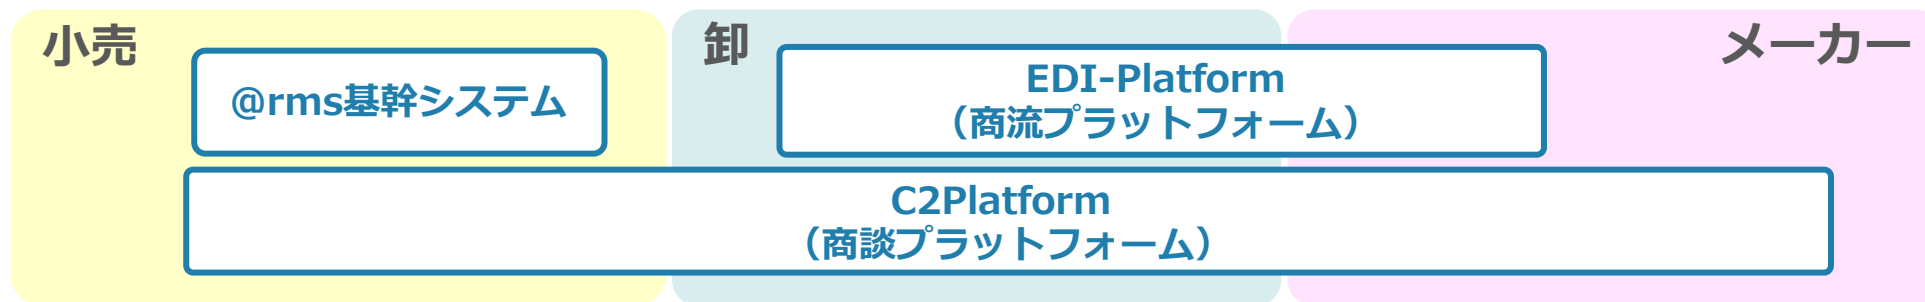 小売
卸
メーカー
@rms基幹システム
EDI-Platform
（商流プラットフォーム）
C2Platform
（商談プラットフォーム）